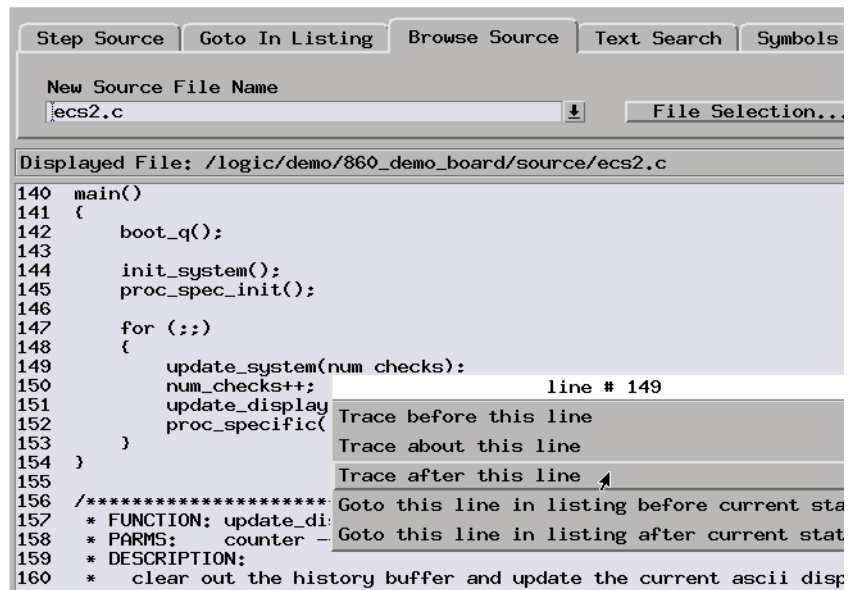 Step Source Goto In Listing Browse Source Text Search Symbols
New Source File Name
ecs2.c File Selection...
Displayed File: /logic/demo/860_demo_board/source/ecs2.c
140 main()
141 {
142 boot_q();
143
144 init_system();
145 proc_spec_init();
146
147 for (;;)
148 {
149 update_system(num_checks);
150 num_checks++;
line # 149
151 update_display
Trace before this line
152 proc_specific(
153 }
Trace about this line
154 }
155
Trace after this line
156 /***********************
Goto this line in listing before current sta
157 * FUNCTION: update_di
158 * PARMS: counter -
Goto this line in listing after current stat
159 * DESCRIPTION:
160 * clear out the history buffer and update the current ascii disp